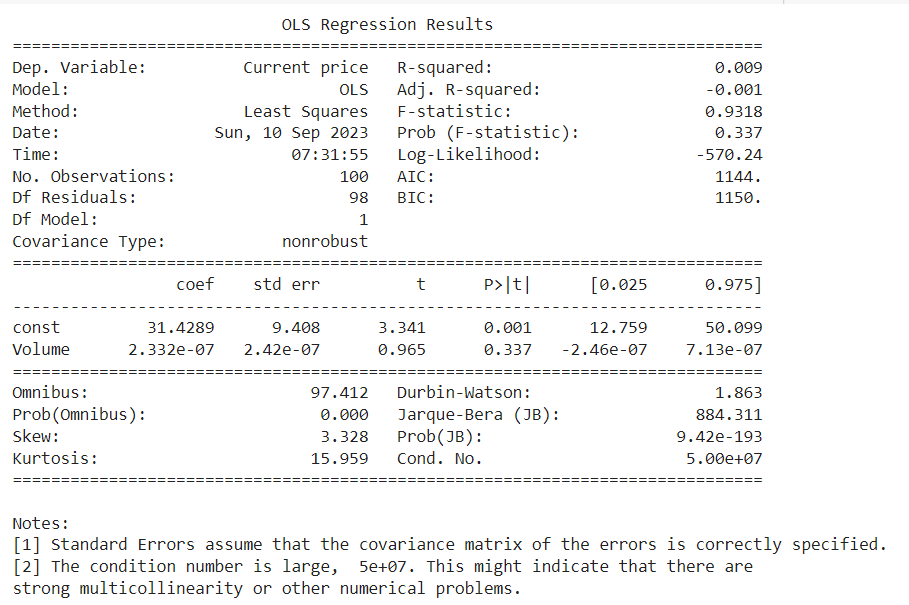 OLS Regression Results
==============================================================================
Dep. Variable: Current price R-squared: 0.009
Model: OLS Adj. R-squared: -0.001
Method: Least Squares F-statistic: 0.9318
Date: Sun, 10 Sep 2023 Prob (F-statistic): 0.337
Time: 07:31:55 Log-Likelihood: -570.24
No. Observations: 100 AIC: 1144.
Df Residuals: 98 BIC: 1150.
Df Model: 1
Covariance Type: nonrobust
==============================================================================
coef std err t P>|t| [0.025 0.975]
------------------------------------------------------------------------------
const 31.4289 9.408 3.341 0.001 12.759 50.099
Volume 2.332e-07 2.42e-07 0.965 0.337 -2.46e-07 7.13e-07
==============================================================================
Omnibus: 97.412 Durbin-Watson: 1.863
Prob(Omnibus): 0.000 Jarque-Bera (JB): 884.311
Skew: 3.328 Prob(JB): 9.42e-193
Kurtosis: 15.959 Cond. No. 5.00e+07
==============================================================================
Notes:
[1] Standard Errors assume that the covariance matrix of the errors is correctly specified.
[2] The condition number is large, 5e+07. This might indicate that there are
strong multicollinearity or other numerical problems.